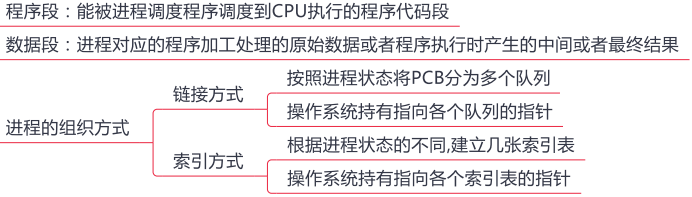 程序段：能被进程调度程序调度到CPU执行的程序代码段
数据段：进程对应的程序加工处理的原始数据或者程序执行时产生的中间或者最终结果
进程的组织方式
链接方式
按照进程状态将PCB分为多个队列
操作系统持有指向各个队列的指针
索引方式
根据进程状态的不同,建立几张索引表
操作系统持有指向各个索引表的指针